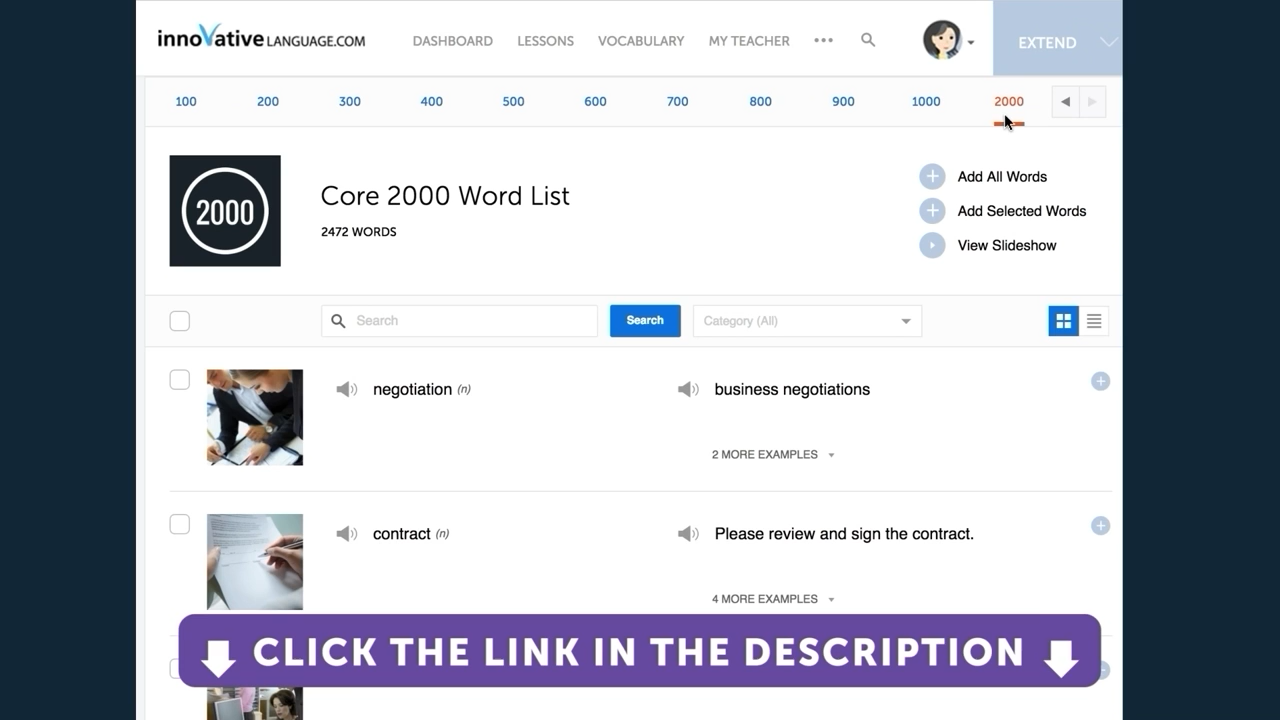 innoVative LANGUAGE.COM DASHBOARD LESSONS VOCABULARY MY TEACHER ••• EXTEND
100 200 300 400 500 600 700 800 900 1000 2000
2000
Core 2000 Word List
2472 WORDS
Add All Words
Add Selected Words
View Slideshow
Search Search Category (All)
negotiation (n) business negotiations
2 MORE EXAMPLES
contract (n) Please review and sign the contract.
4 MORE EXAMPLES
CLICK THE LINK IN THE DESCRIPTION